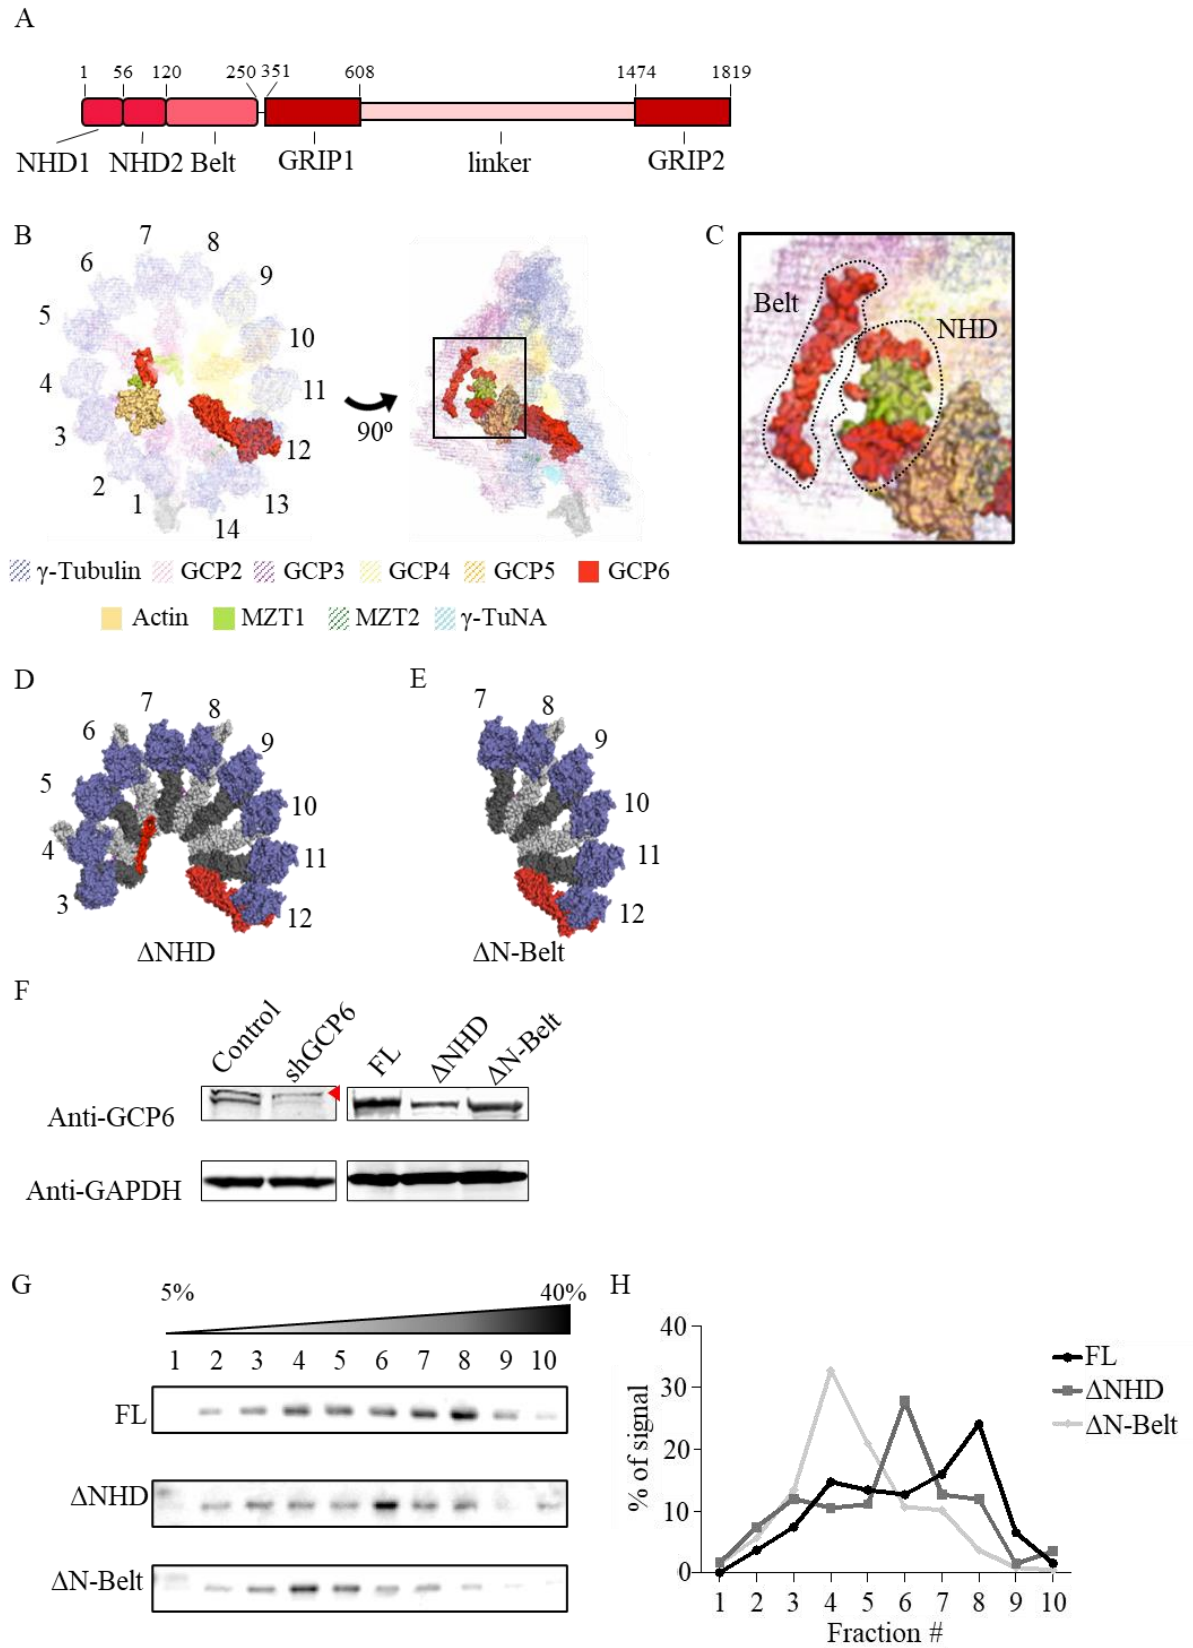 A
1 56 120 250 351 608 1474 1819
NHD1 NHD2 Belt GRIP1 linker GRIP2
B
1
2
3
4
5
6
7
8
9
10
11
12
13
14
90º
C
Belt
NHD
γ-Tubulin GCP2 GCP3 GCP4 GCP5 GCP6
Actin MZT1 MZT2 γ-TuNA
D
3
4
5
6
7
8
9
10
11
12
ΔNHD
E
7
8
9
10
11
12
ΔN-Belt
F
Control shGCP6 FL ΔNHD ΔN-Belt
Anti-GCP6
Anti-GAPDH
G
5% 40%
1 2 3 4 5 6 7 8 9 10
FL
ΔNHD
ΔN-Belt
H
40
30
20
10
0
% of signal
1 2 3 4 5 6 7 8 9 10
Fraction #
FL
ΔNHD
ΔN-Belt